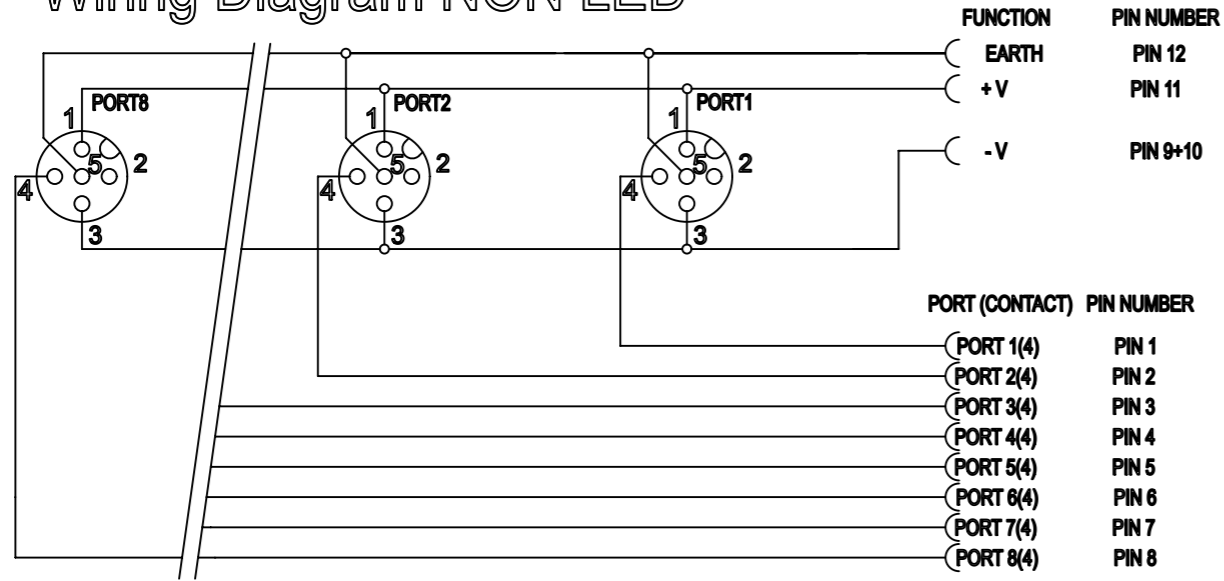 Wiring Diagram NON LED
FUNCTION PIN NUMBER
EARTH PIN 12
+V PIN 11
-V PIN 9+10
PORT8 PORT2 PORT1
1 1 1
5 2 5 2 5 2
4 4 4
3 3 3
PORT (CONTACT) PIN NUMBER
PORT 1(4) PIN 1
PORT 2(4) PIN 2
PORT 3(4) PIN 3
PORT 4(4) PIN 4
PORT 5(4) PIN 5
PORT 6(4) PIN 6
PORT 7(4) PIN 7
PORT 8(4) PIN 8